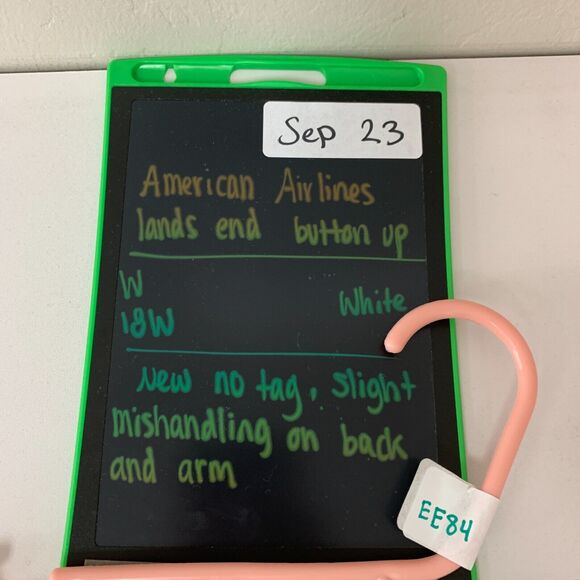 Sep 23
American Airlines
lands end button up
W White
18W
New no tag, slight
mishandling on back
and arm
EE84